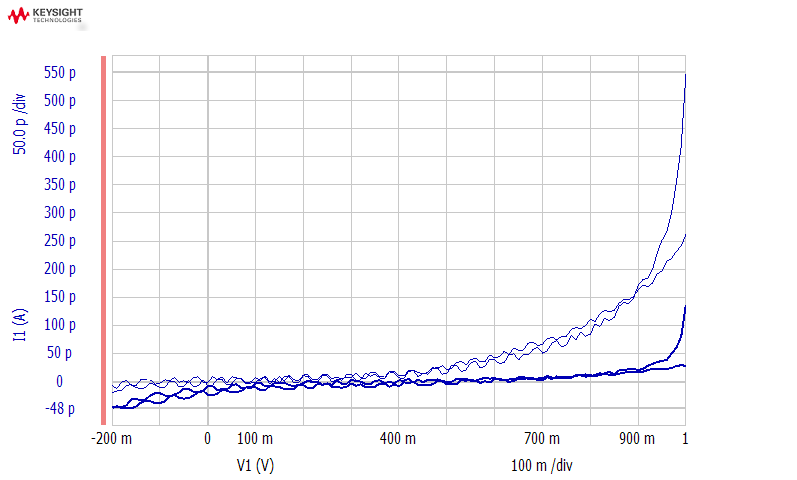 KEYSIGHT
TECHNOLOGIES
50.0 p /div
I1 (A)
550 p
500 p
450 p
400 p
350 p
300 p
250 p
200 p
150 p
100 p
50 p
0
-48 p
-200 m 0 100 m 400 m 700 m 900 m 1
V1 (V) 100 m /div